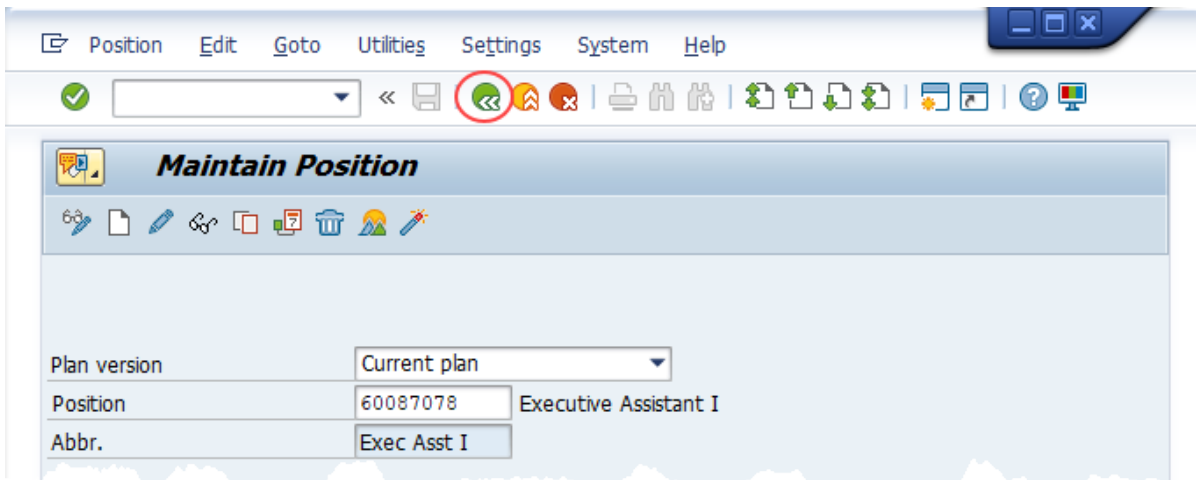 Position Edit Goto Utilities Settings System Help
Maintain Position
Plan version Current plan
Position 60087078 Executive Assistant I
Abbr. Exec Asst I